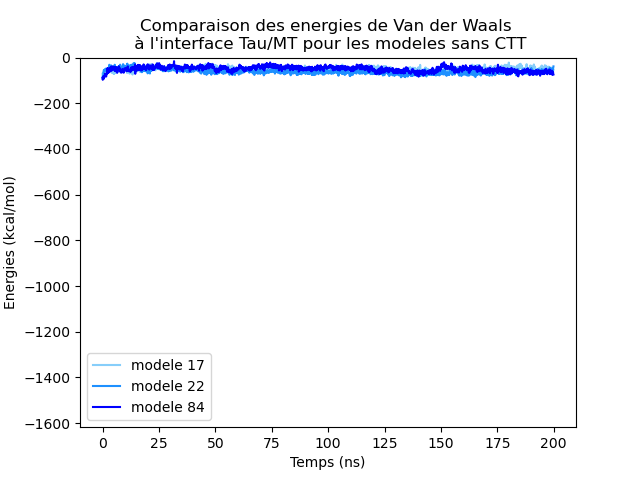 Comparaison des energies de Van der Waals
à l'interface Tau/MT pour les modeles sans CTT
Energies (kcal/mol)
0
−200
−400
−600
−800
−1000
−1200
−1400
−1600
modele 17
modele 22
modele 84
0 25 50 75 100 125 150 175 200
Temps (ns)